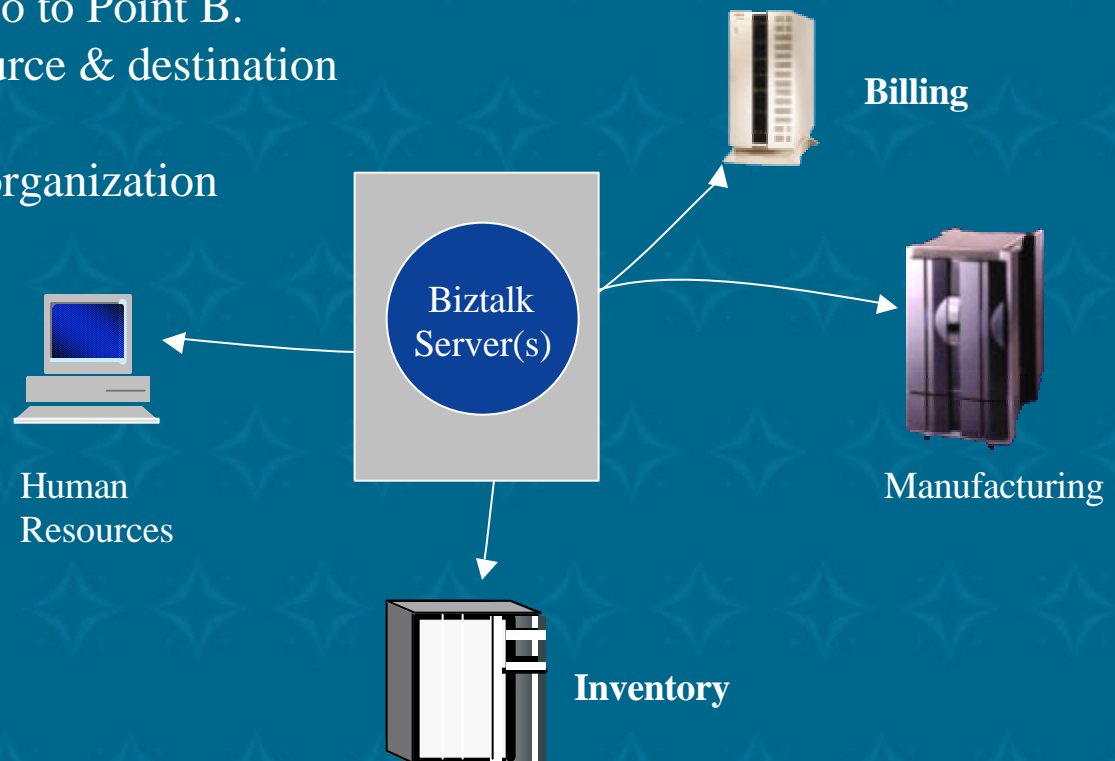 to Point B.
urce & destination
organization
Billing
Biztalk
Server(s)
Human
Resources
Manufacturing
Inventory